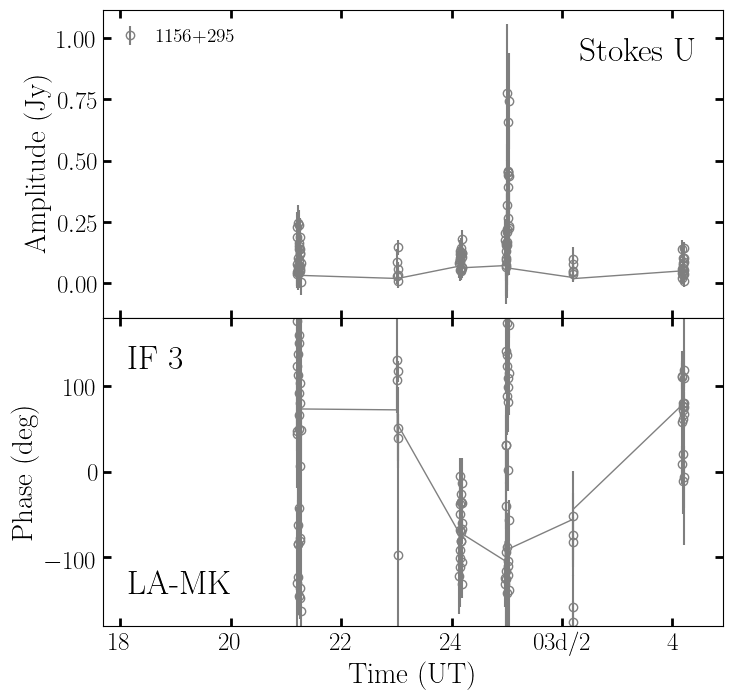 1156+295
Stokes U
1.00
0.75
0.50
0.25
0.00
Amplitude (Jy)
IF 3
100
0
−100
Phase (deg)
LA-MK
18 20 22 24 03d/2 4
Time (UT)